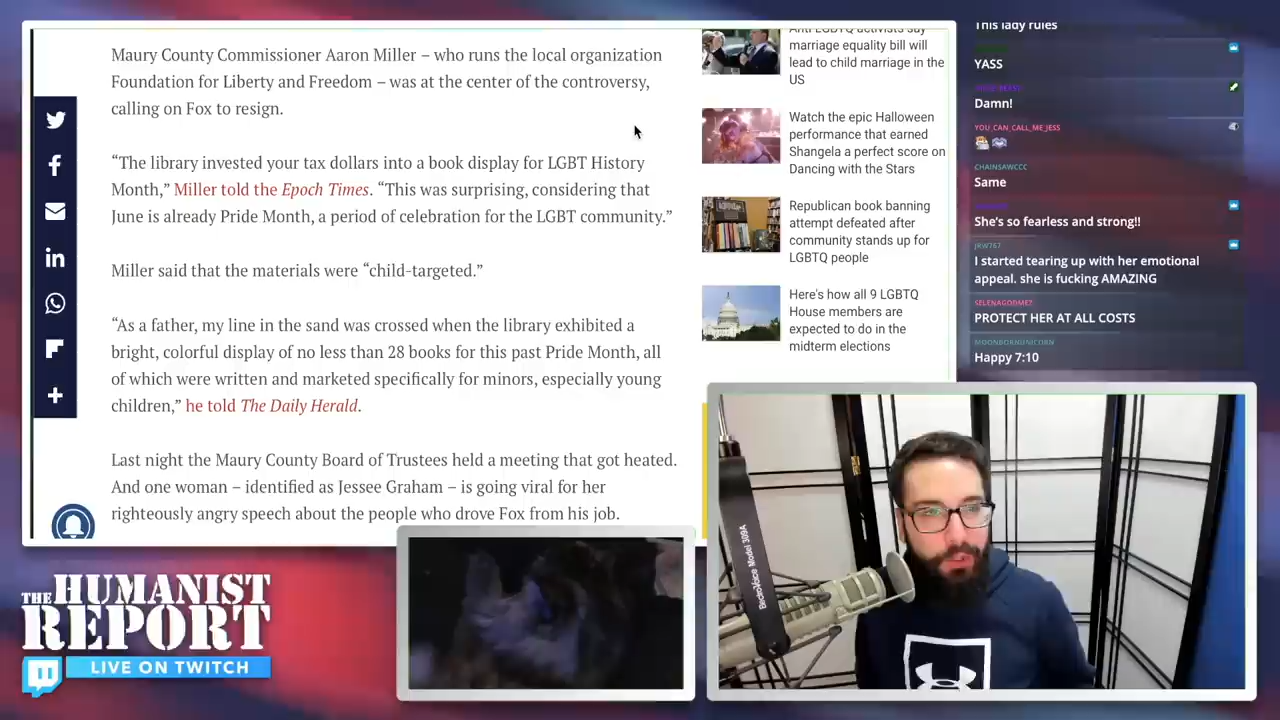 Maury County Commissioner Aaron Miller – who runs the local organization
Foundation for Liberty and Freedom – was at the center of the controversy,
calling on Fox to resign.
“The library invested your tax dollars into a book display for LGBT History
Month,” Miller told the Epoch Times. “This was surprising, considering that
June is already Pride Month, a period of celebration for the LGBT community.”
Miller said that the materials were “child-targeted.”
“As a father, my line in the sand was crossed when the library exhibited a
bright, colorful display of no less than 28 books for this past Pride Month, all
of which were written and marketed specifically for minors, especially young
children,” he told The Daily Herald.
Last night the Maury County Board of Trustees held a meeting that got heated.
And one woman – identified as Jessee Graham – is going viral for her
righteously angry speech about the people who drove Fox from his job.
Anti LGBTQ activists say
marriage equality bill will
lead to child marriage in the
US
Watch the epic Halloween
performance that earned
Shangela a perfect score on
Dancing with the Stars
Republican book banning
attempt defeated after
community stands up for
LGBTQ people
Here's how all 9 LGBTQ
House members are
expected to do in the
midterm elections
This lady rules
YASS
Damn!
YOU_CAN_CALL_ME_JESS
CHAINSAWCCC
Same
She's so fearless and strong!!
JRW767
I started tearing up with her emotional
appeal. she is fucking AMAZING
SELENAGODMEZ
PROTECT HER AT ALL COSTS
MOONBORNUNICORN
Happy 7:10
THE HUMANIST
REPORT
LIVE ON TWITCH
ElectroVoice Model 309A